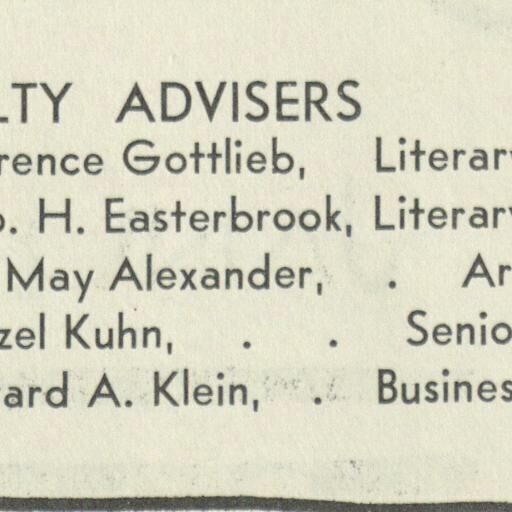 LTY ADVISERS
rence Gottlieb, Literary
o. H. Easterbrook, Literary
May Alexander, . Ar
zel Kuhn, . . Senio
ard A. Klein, . Busines